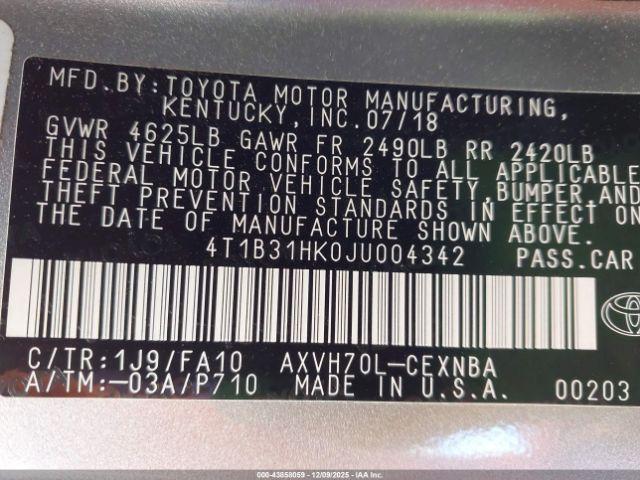 MFD.BY:TOYOTA MOTOR MANUFACTURING,
KENTUCKY,INC.07/18
GVWR 4625LB GAWR FR 2490LB RR 2420LB
THIS VEHICLE CONFORMS TO ALL APPLICABLE
FEDERAL MOTOR VEHICLE SAFETY,BUMPER,AND
THEFT PREVENTION STANDARDS IN EFFECT ON
THE DATE OF MANUFACTURE SHOWN ABOVE.
4T1B31HK0JU004342 PASS.CAR
C/TR:1J9/FA10 AXVH70L-CEXNBA
A/TM:-03A/P710 MADE IN U.S.A. 00203
000-43858059 | 12/09/2025 - IAA Inc.